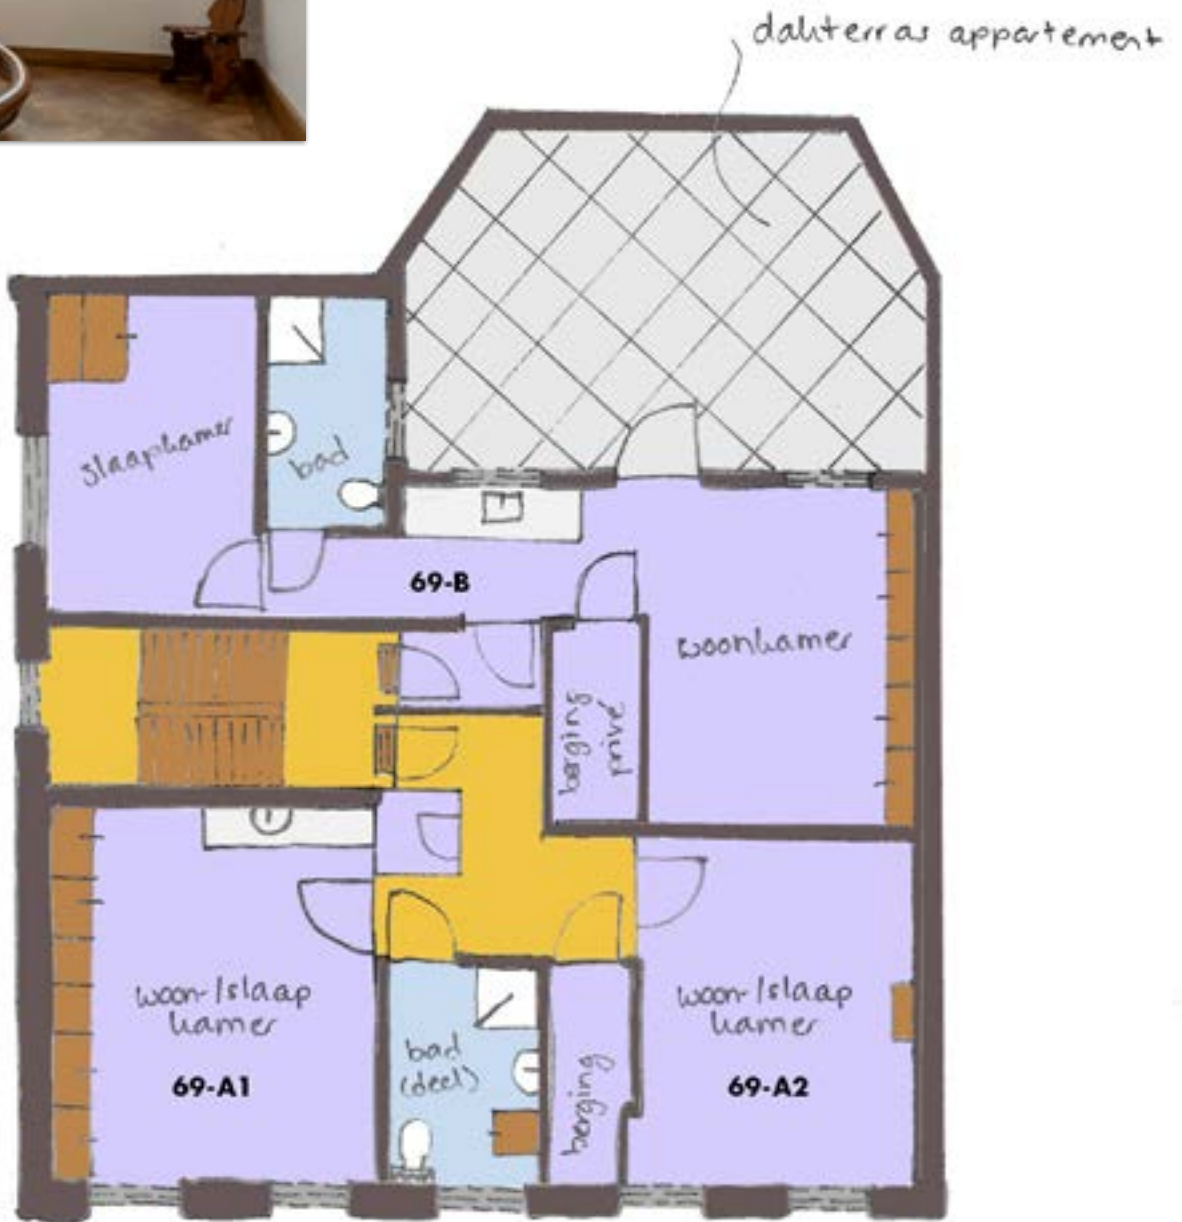 dakterras appartement
slaapkamer
bad
69-B
woonkamer
berging
privé
woon-/slaap
kamer
69-A1
bad
(deel)
berging
woon-/slaap
kamer
69-A2